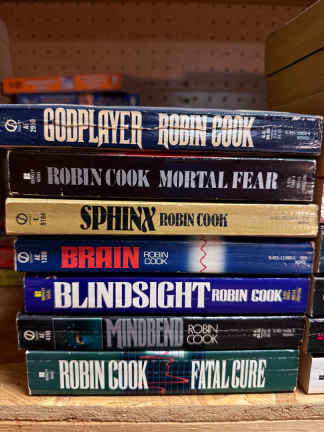 GODPLAYER ROBIN COOK
ROBIN COOK MORTAL FEAR
SPHINX ROBIN COOK
BRAIN ROBIN COOK
BLINDSIGHT ROBIN COOK
MINDBEND ROBIN COOK
ROBIN COOK FATAL CURE